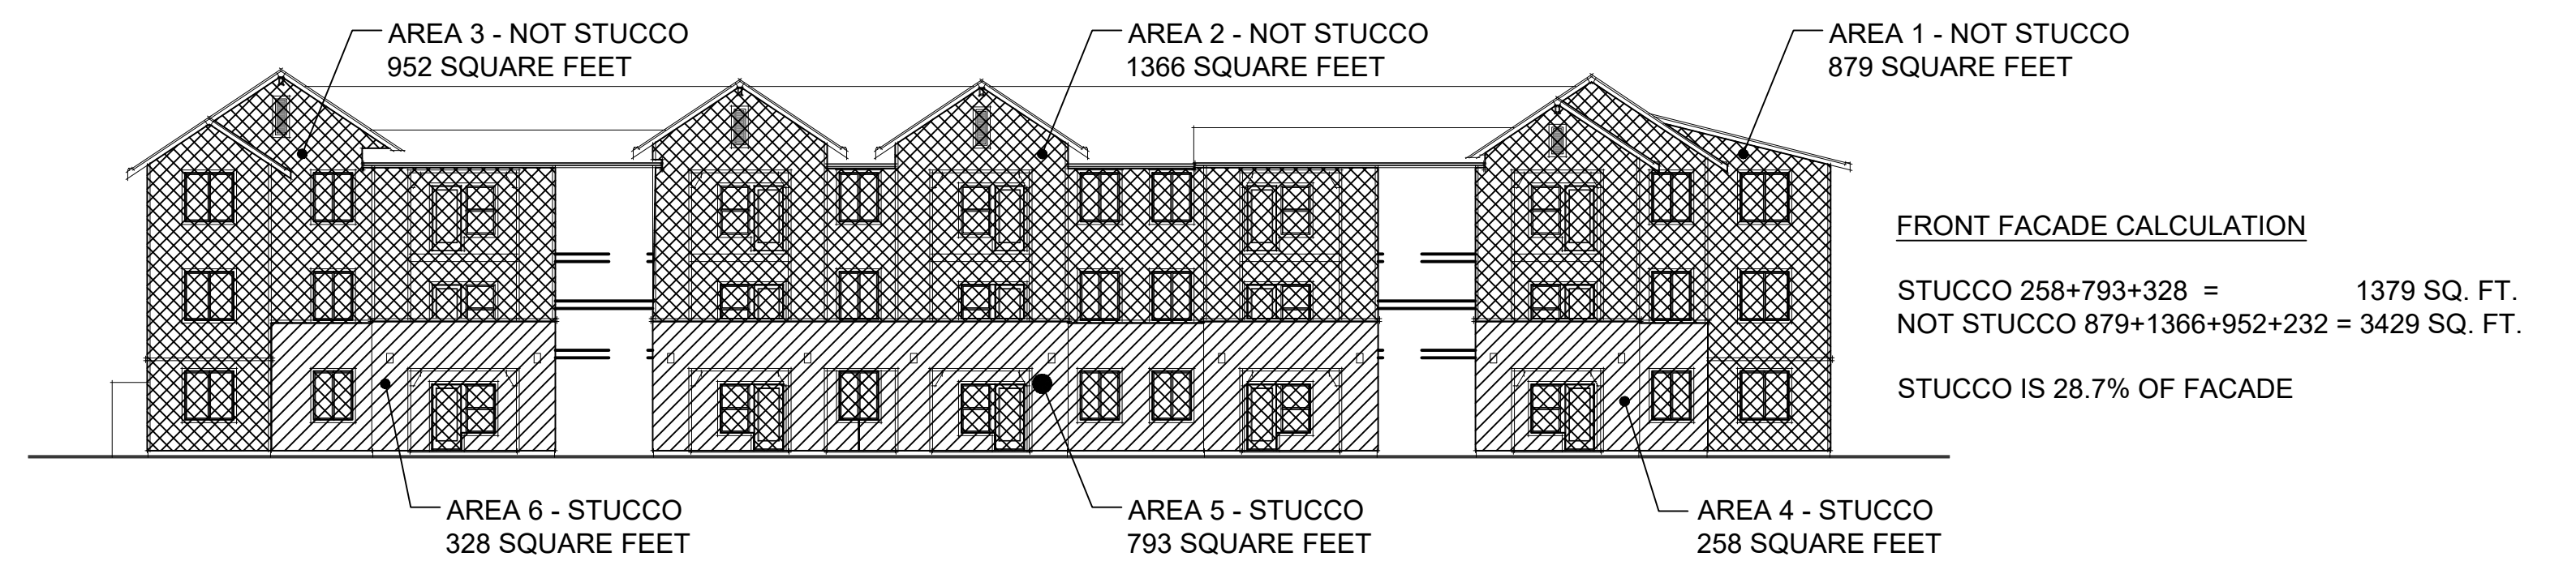 AREA 3 - NOT STUCCO
952 SQUARE FEET
AREA 2 - NOT STUCCO
1366 SQUARE FEET
AREA 1 - NOT STUCCO
879 SQUARE FEET
FRONT FACADE CALCULATION
STUCCO 258+793+328 = 1379 SQ. FT.
NOT STUCCO 879+1366+952+232 = 3429 SQ. FT.
STUCCO IS 28.7% OF FACADE
AREA 6 - STUCCO
328 SQUARE FEET
AREA 5 - STUCCO
793 SQUARE FEET
AREA 4 - STUCCO
258 SQUARE FEET